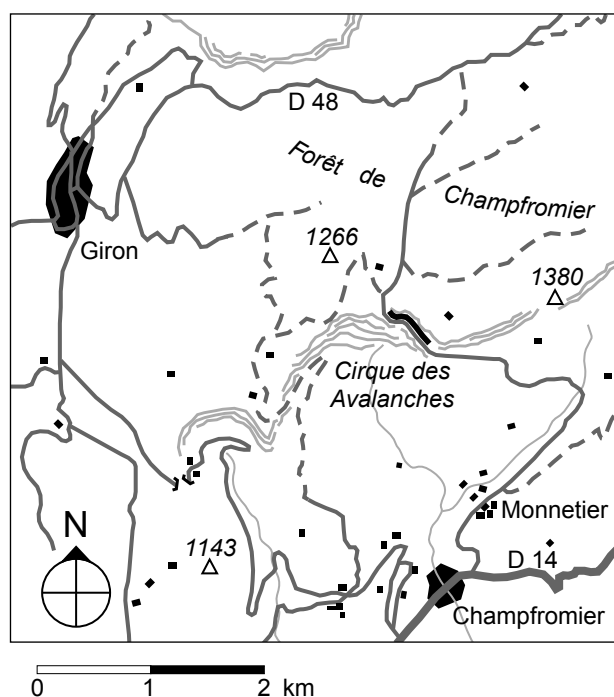 D 48
Forêt de
Champfromier
Giron
1266
1380
Cirque des
Avalanches
N
Monnetier
1143
D 14
Champfromier
0 1 2 km